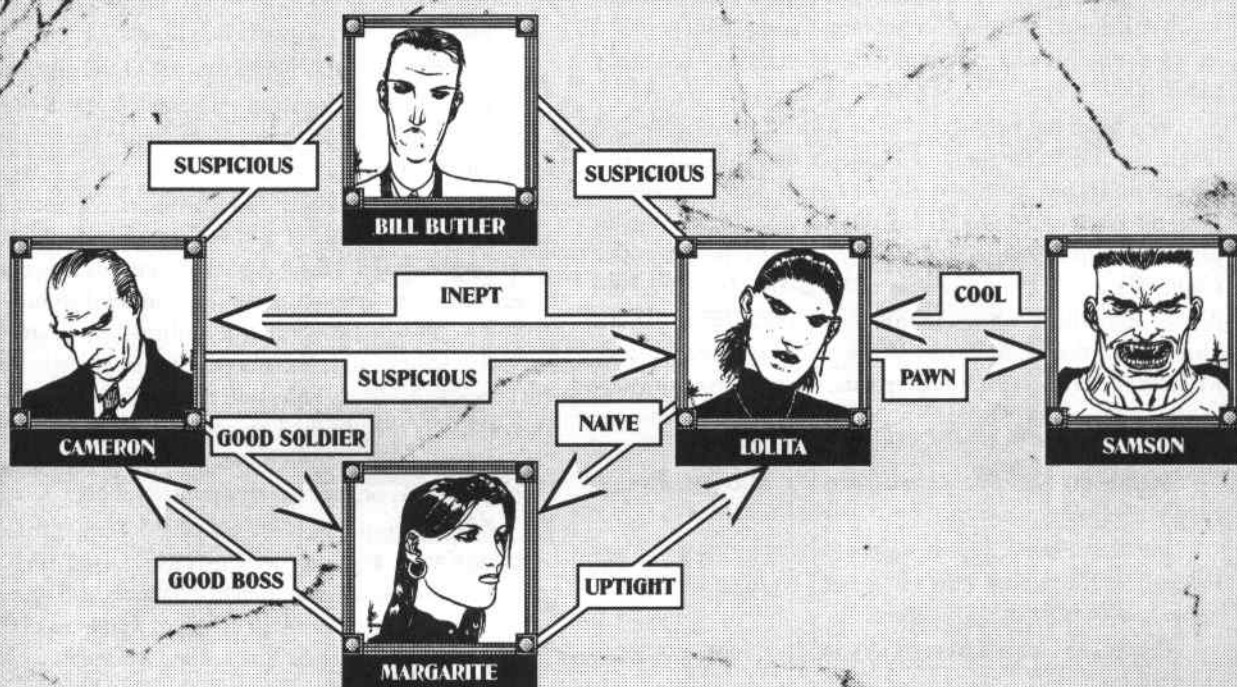 SUSPICIOUS
SUSPICIOUS
BILL BUTLER
INEPT
COOL
SUSPICIOUS
PAWN
CAMERON
GOOD SOLDIER
NAIVE
LOLITA
SAMSON
GOOD BOSS
UPTIGHT
MARGARITE